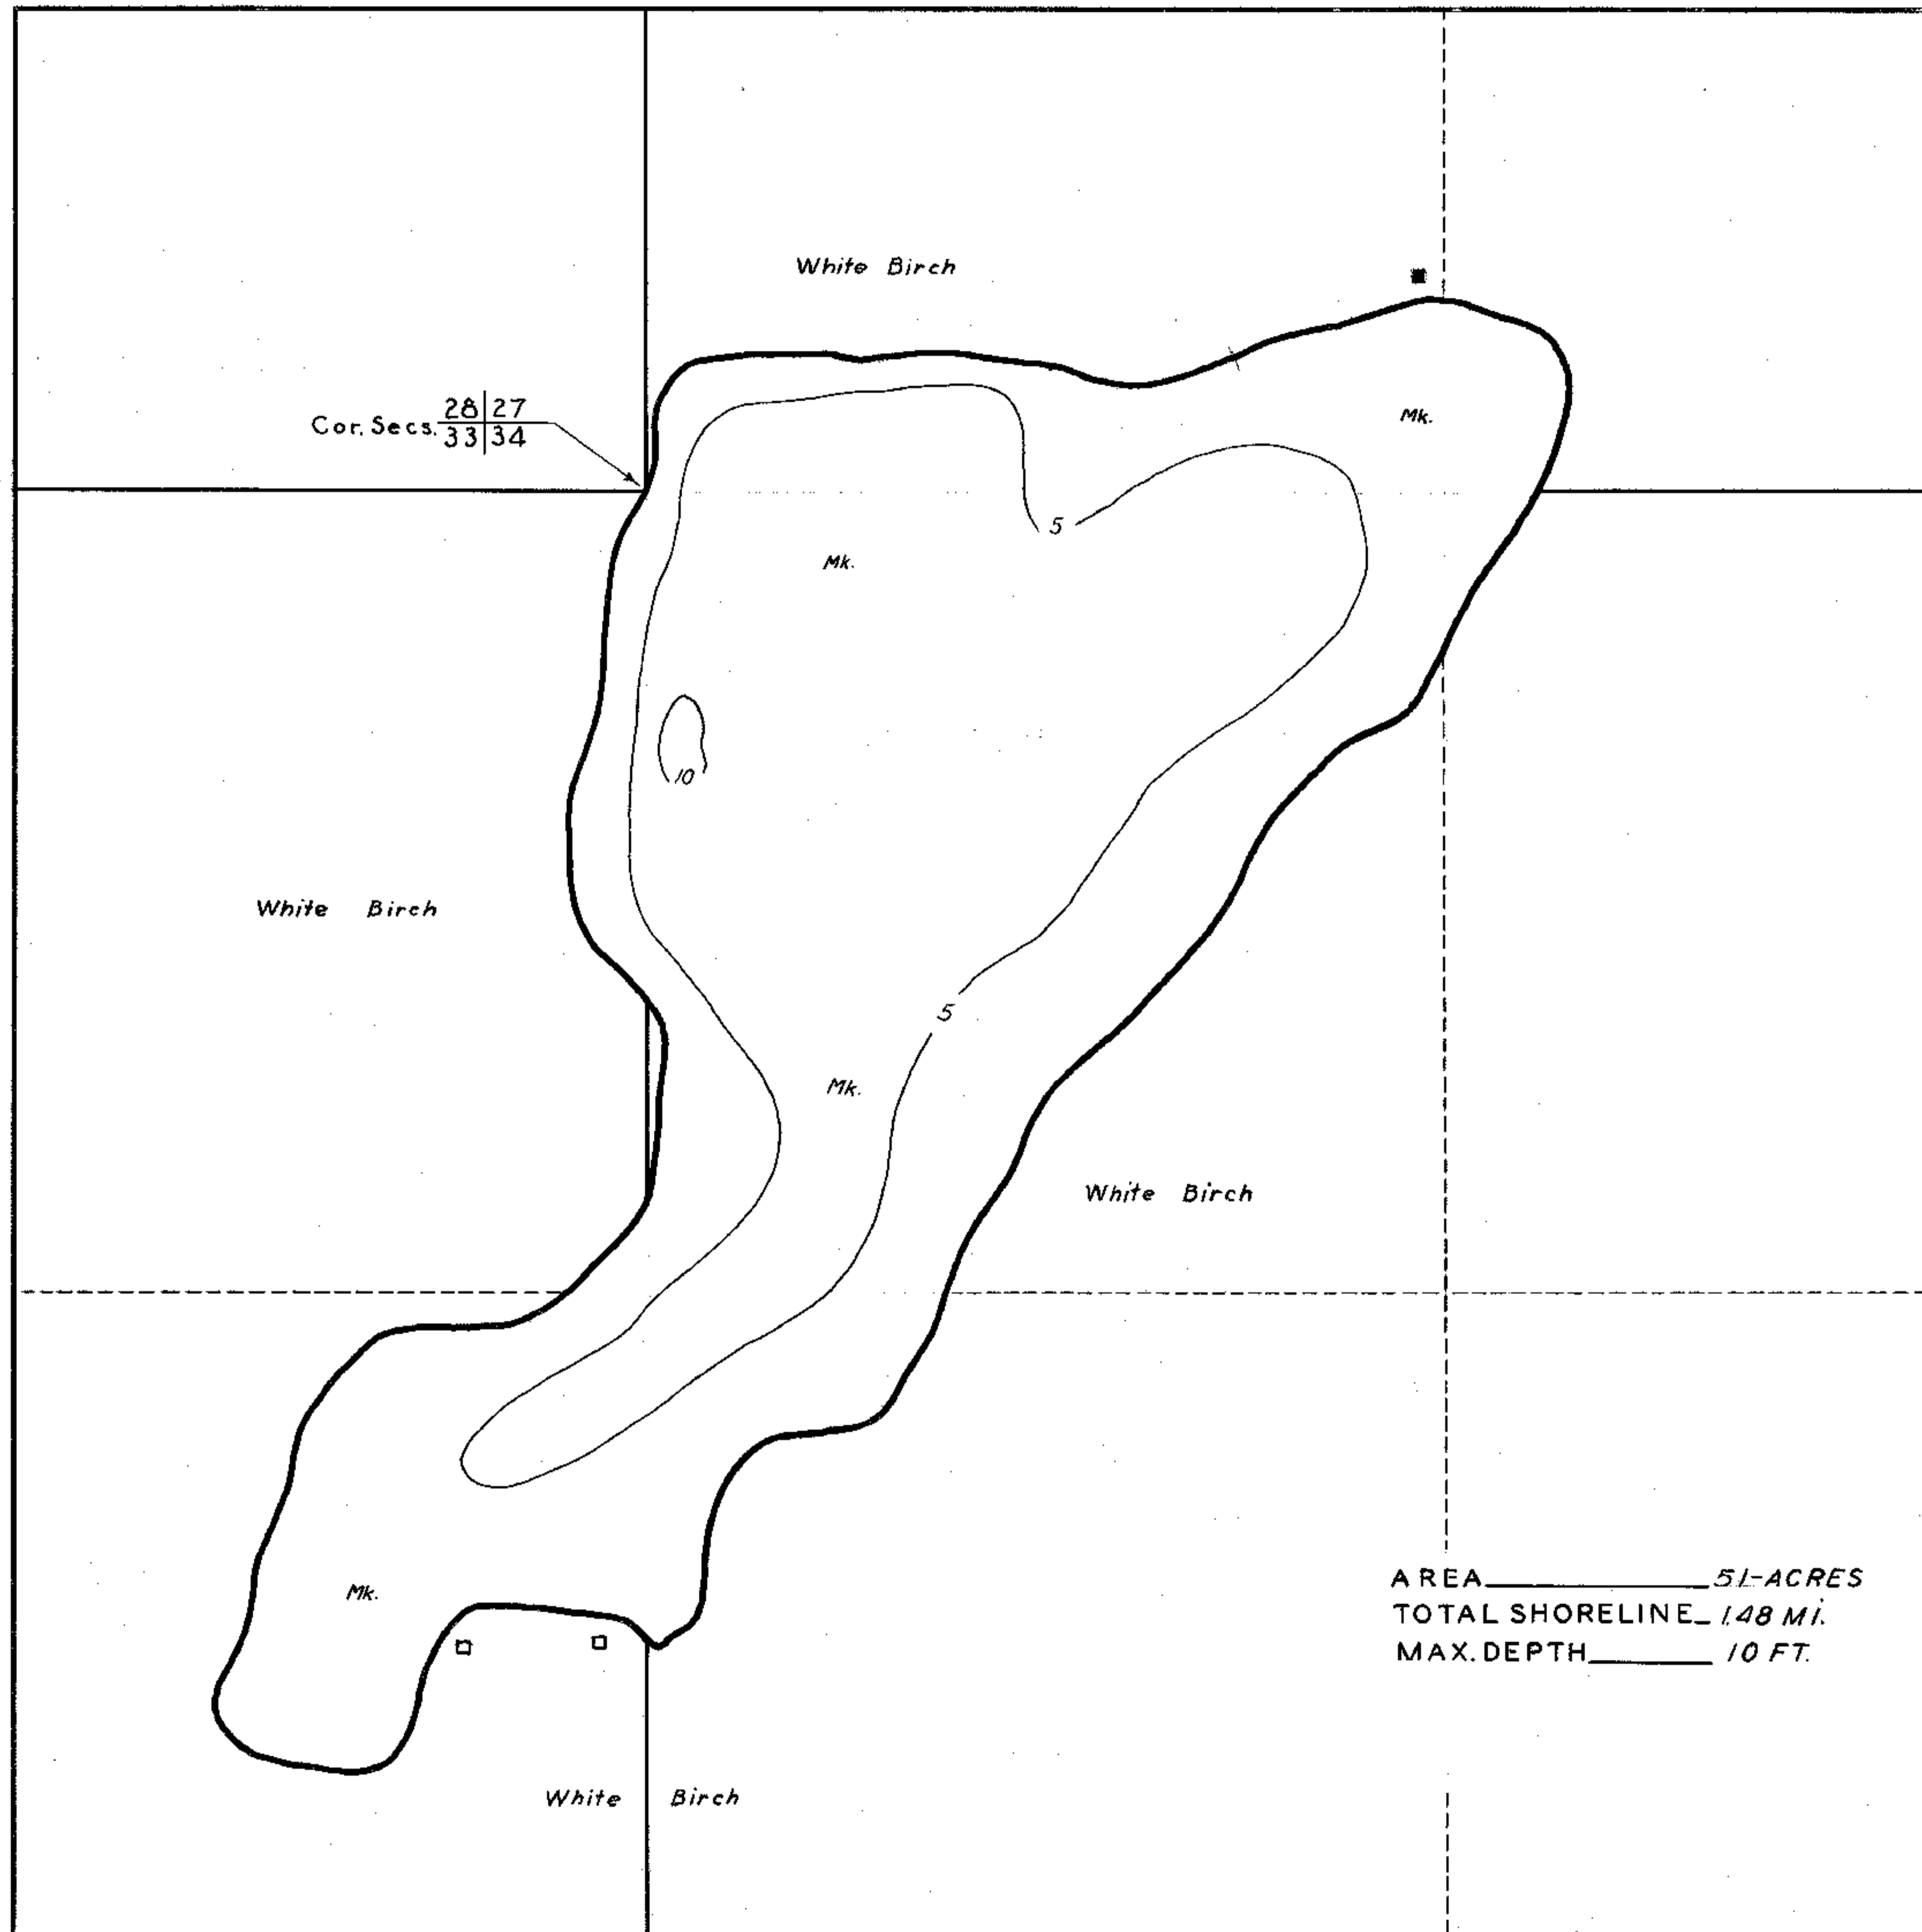 White Birch
Mk.
Cor. Secs. 28 27
33 34
5
Mk.
10
White Birch
5
Mk.
White Birch
AREA 51-ACRES
TOTAL SHORELINE 1.48 Mi.
MAX. DEPTH 10 FT.
Mk.
White Birch